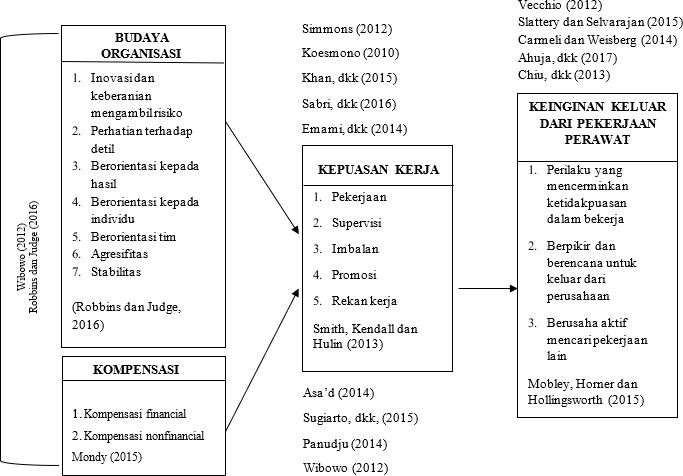 Wibowo (2012)
Robbins dan Judge (2016)
BUDAYA
ORGANISASI
1. Inovasi dan
keberanian
mengambil risiko
2. Perhatian terhadap
detil
3. Berorientasi kepada
hasil
4. Berorientasi kepada
individu
5. Berorientasi tim
6. Agresifitas
7. Stabilitas
(Robbins dan Judge,
2016)
KOMPENSASI
1. Kompensasi financial
2. Kompensasi nonfinancial
Mondy (2015)
Simmons (2012)
Koesmono (2010)
Khan, dkk (2015)
Sabri, dkk (2016)
Emami, dkk (2014)
KEPUASAN KERJA
1. Pekerjaan
2. Supervisi
3. Imbalan
4. Promosi
5. Rekan kerja
Smith, Kendall dan
Hulin (2013)
Asa’d (2014)
Sugiarto, dkk, (2015)
Panudju (2014)
Wibowo (2012)
Vecchio (2012)
Slattery dan Selvarajan (2015)
Carmeli dan Weisberg (2014)
Ahuja, dkk (2017)
Chiu, dkk (2013)
KEINGINAN KELUAR
DARI PEKERJAAN
PERAWAT
1. Perilaku yang
mencerminkan
ketidakpuasan
dalam bekerja
2. Berpikir dan
berencana untuk
keluar dari
perusahaan
3. Berusaha aktif
mencari pekerjaan
lain
Mobley, Horner dan
Hollingsworth (2015)